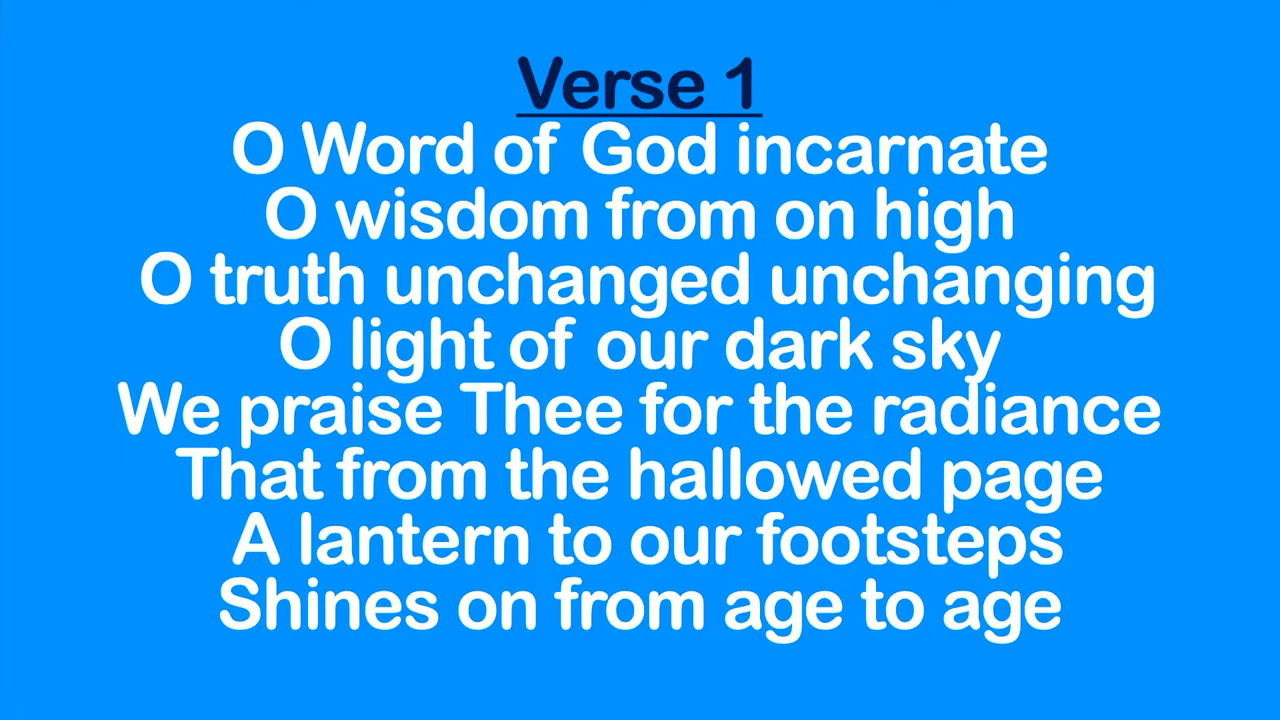 Verse 1
O Word of God incarnate
O wisdom from on high
O truth unchanged unchanging
O light of our dark sky
We praise Thee for the radiance
That from the hallowed page
A lantern to our footsteps
Shines on from age to age